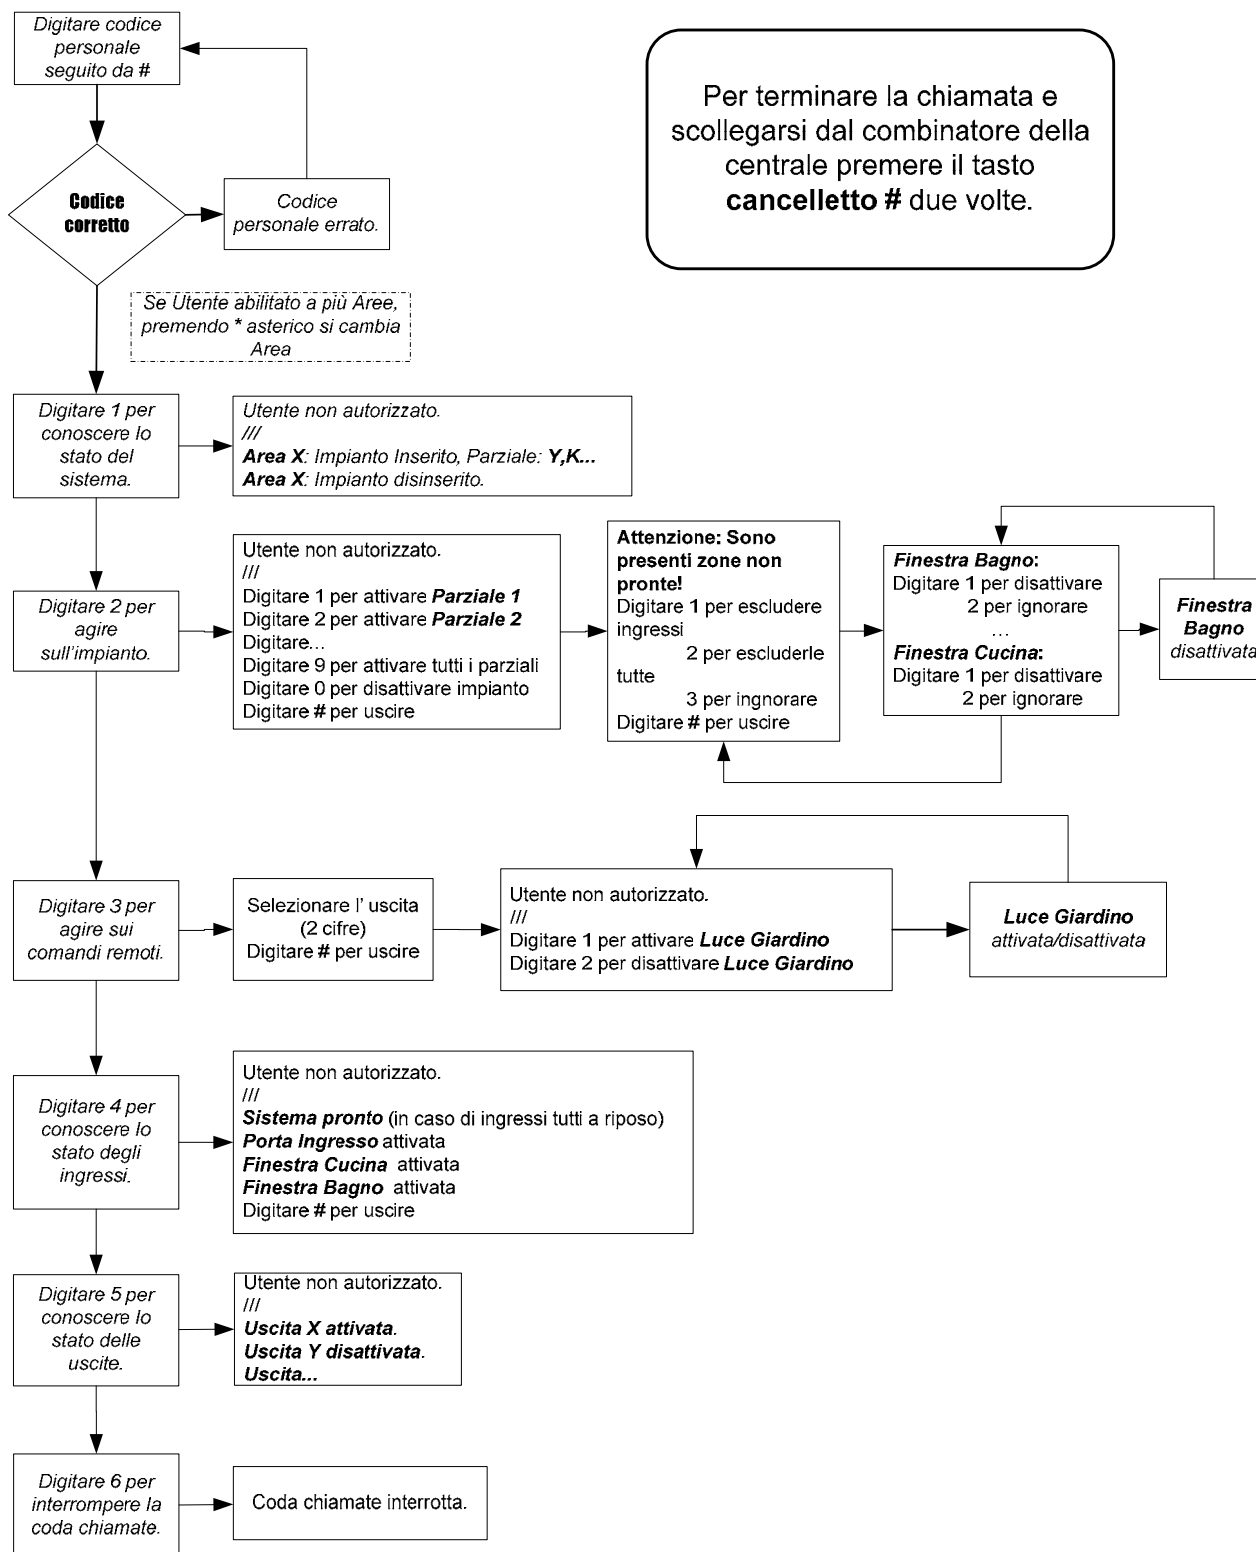 Digitare codice
personale
seguito da #
Per terminare la chiamata e
scollegarsi dal combinatore della
centrale premere il tasto
cancelletto # due volte.
Codice
corretto
Codice
personale errato.
Se Utente abilitato a più Aree,
premendo * asterico si cambia
Area
Digitare 1 per
conoscere lo
stato del
sistema.
Utente non autorizzato.
///
Area X: Impianto Inserito, Parziale: Y,K...
Area X: Impianto disinserito.
Digitare 2 per
agire
sull'impianto.
Utente non autorizzato.
///
Digitare 1 per attivare Parziale 1
Digitare 2 per attivare Parziale 2
Digitare...
Digitare 9 per attivare tutti i parziali
Digitare 0 per disattivare impianto
Digitare # per uscire
Attenzione: Sono
presenti zone non
pronte!
Digitare 1 per escludere
ingressi
2 per escluderle
tutte
3 per ingnorare
Digitare # per uscire
Finestra Bagno:
Digitare 1 per disattivare
2 per ignorare
...
Finestra Cucina:
Digitare 1 per disattivare
2 per ignorare
Finestra
Bagno
disattivata
Digitare 3 per
agire sui
comandi remoti.
Selezionare l' uscita
(2 cifre)
Digitare # per uscire
Utente non autorizzato.
///
Digitare 1 per attivare Luce Giardino
Digitare 2 per disattivare Luce Giardino
Luce Giardino
attivata/disattivata
Digitare 4 per
conoscere lo
stato degli
ingressi.
Utente non autorizzato.
///
Sistema pronto (in caso di ingressi tutti a riposo)
Porta Ingresso attivata
Finestra Cucina attivata
Finestra Bagno attivata
Digitare # per uscire
Digitare 5 per
conoscere lo
stato delle
uscite.
Utente non autorizzato.
///
Uscita X attivata.
Uscita Y disattivata.
Uscita...
Digitare 6 per
interrompere la
coda chiamate.
Coda chiamate interrotta.